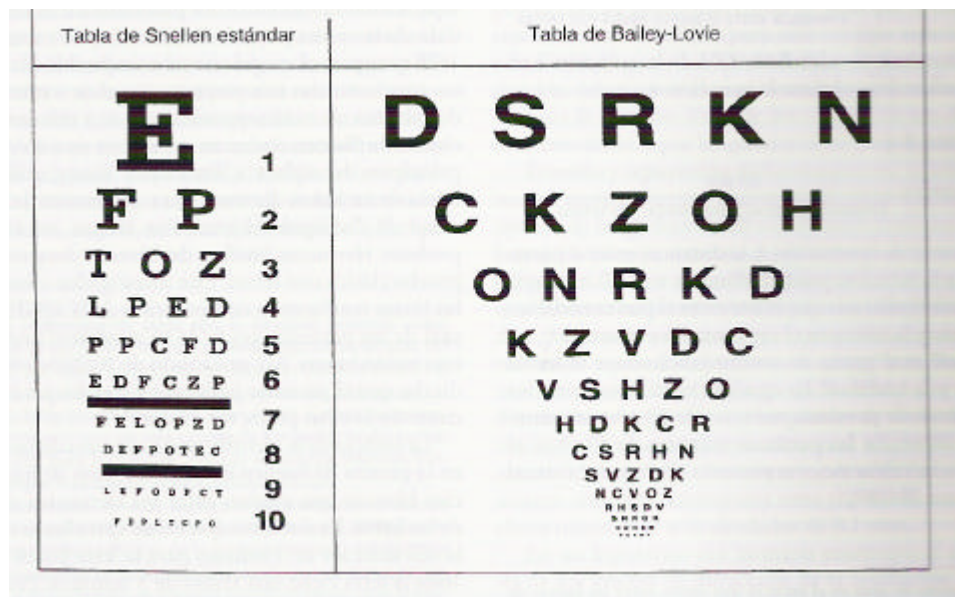 Tabla de Snellen estándar
E
1
F P
2
T O Z
3
L P E D
4
P P C F D
5
E D F C Z P
6
F E L O P Z D
7
D E F P O T E C
8
L E F O D P C T
9
10
Tabla de Bailey-Lovie
D S R K N
C K Z O H
O N R K D
K Z V D C
V S H Z O
H D K C R
C S R H N
S V Z D K
N C V O Z
R H S D V